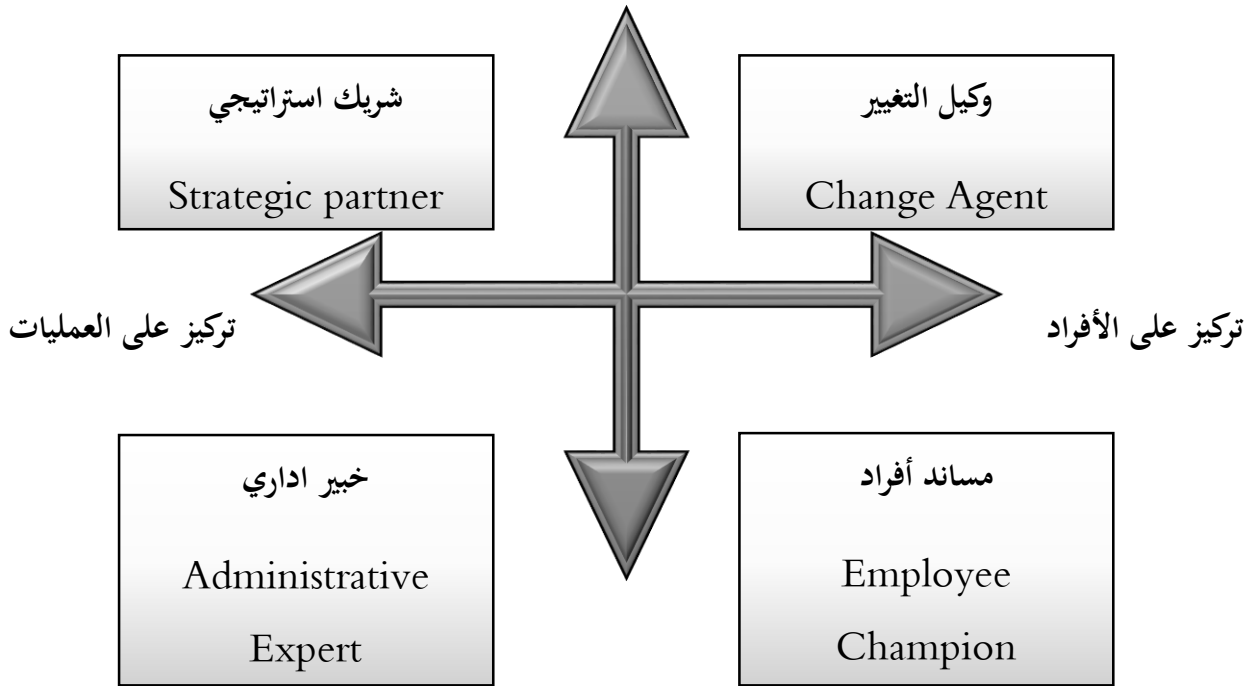 وكيل التغيير
Change Agent
شريك استراتيجي
Strategic partner
تركيز على الأفراد
تركيز على العمليات
مساند أفراد
Employee
Champion
خبير اداري
Administrative
Expert